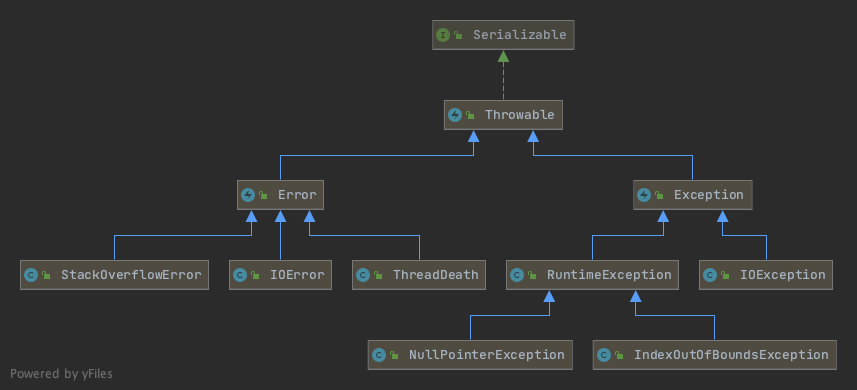 Serializable
Throwable
Error
Exception
StackOverflowError
IOError
ThreadDeath
RuntimeException
IOException
NullPointerException
IndexOutOfBoundsException
Powered by yFiles